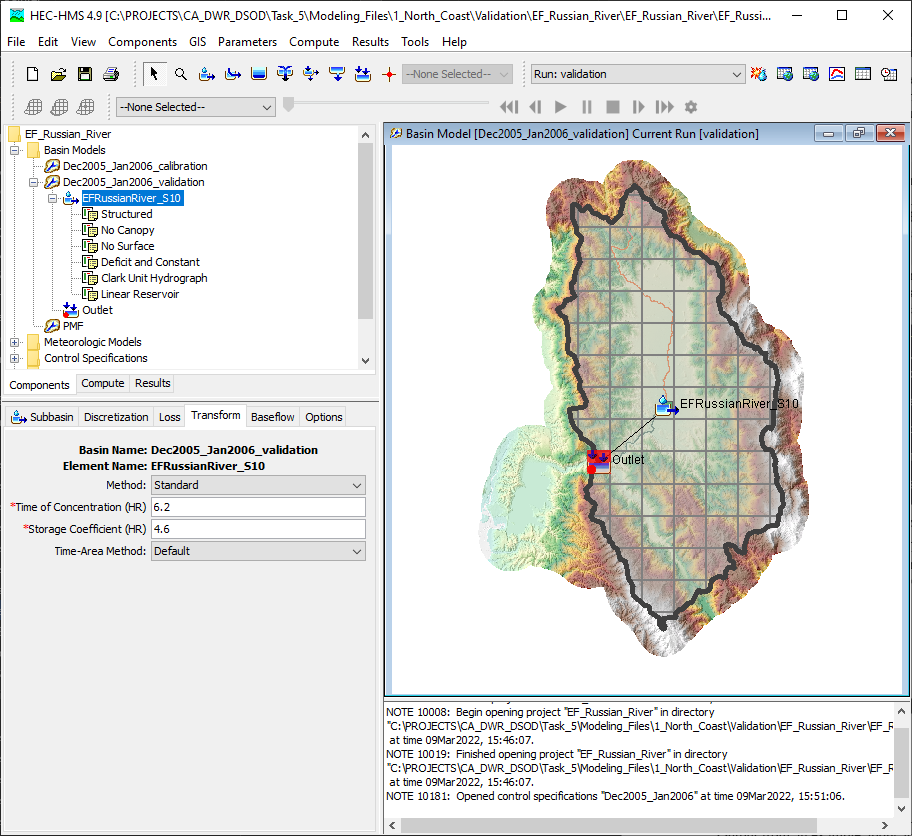 HEC-HMS 4.9 [C:\PROJECTS\CA_DWR_DSOD\Task_5\Modeling_Files\1_North_Coast\Validation\EF_Russian_River\EF_Russian_River\EF_Russi...
File Edit View Components GIS Parameters Compute Results Tools Help
--None Selected-- Run: validation
--None Selected--
EF_Russian_River
Basin Models
Dec2005_Jan2006_calibration
Dec2005_Jan2006_validation
EFRussianRiver_S10
Structured
No Canopy
No Surface
Deficit and Constant
Clark Unit Hydrograph
Linear Reservoir
Outlet
PMF
Meteorologic Models
Control Specifications
Components Compute Results
Subbasin Discretization Loss Transform Baseflow Options
Basin Name: Dec2005_Jan2006_validation
Element Name: EFRussianRiver_S10
Method: Standard
*Time of Concentration (HR) 6.2
*Storage Coefficient (HR) 4.6
Time-Area Method: Default
Basin Model [Dec2005_Jan2006_validation] Current Run [validation]
EFRussianRiver_S10
Outlet
NOTE 10008: Begin opening project "EF_Russian_River" in directory
"C:\PROJECTS\CA_DWR_DSOD\Task_5\Modeling_Files\1_North_Coast\Validation\EF_Russian_River\EF_R
at time 09Mar2022, 15:46:07.
NOTE 10019: Finished opening project "EF_Russian_River" in directory
"C:\PROJECTS\CA_DWR_DSOD\Task_5\Modeling_Files\1_North_Coast\Validation\EF_Russian_River\EF_R
at time 09Mar2022, 15:46:07.
NOTE 10181: Opened control specifications "Dec2005_Jan2006" at time 09Mar2022, 15:51:06.